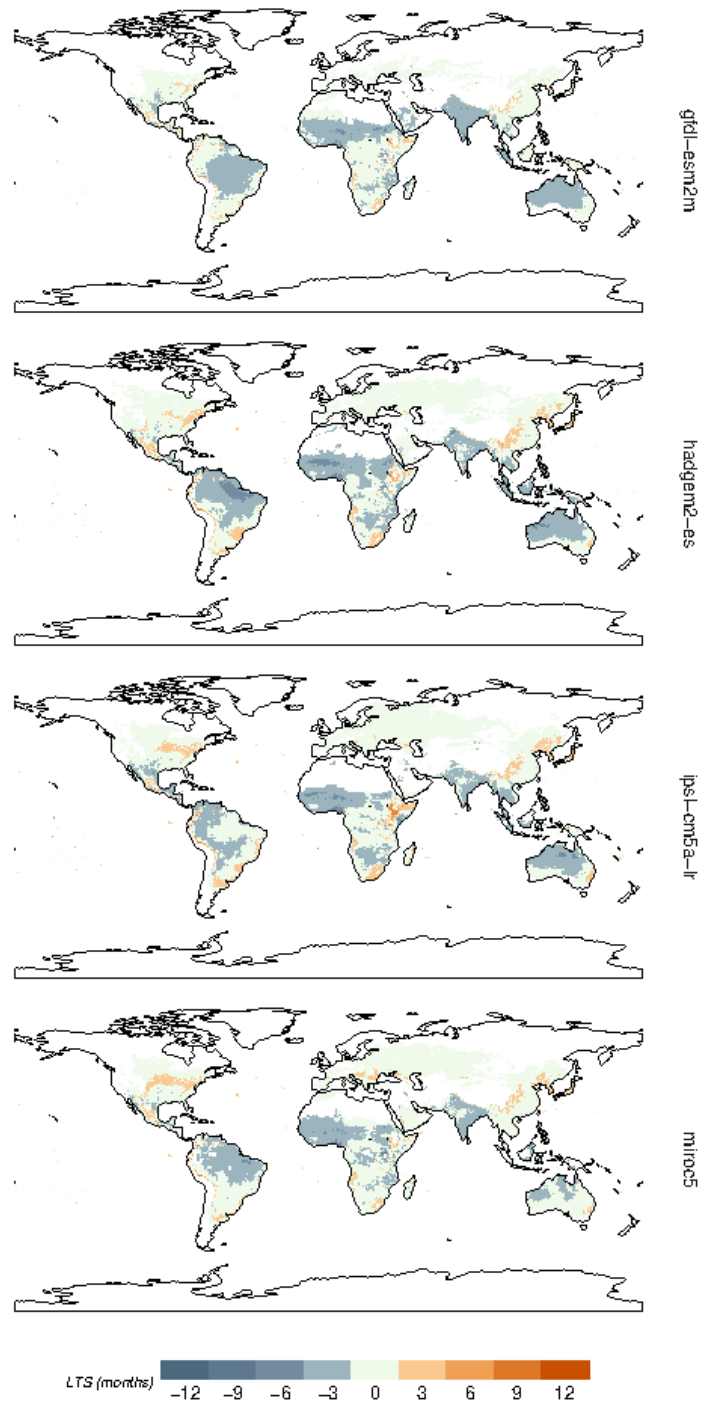 gfdl-esm2m
hadgem2-es
ipsl-cm5a-lr
miroc5
LTS (months)
-12 -9 -6 -3 0 3 6 9 12